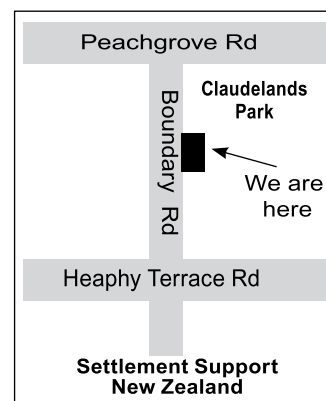 Peachgrove Rd
Claudelands
Park
Boundary Rd
We are
here
Heaphy Terrace Rd
Settlement Support
New Zealand